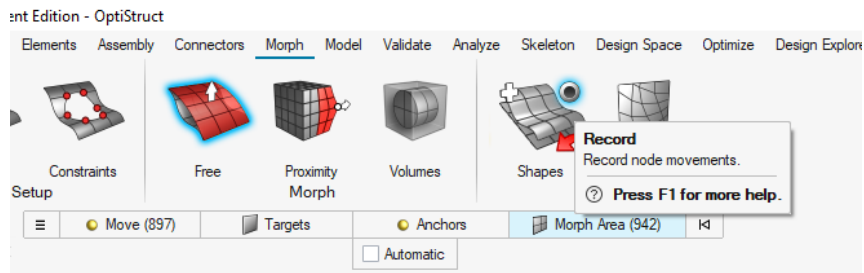 ent Edition - OptiStruct
Elements Assembly Connectors Morph Model Validate Analyze Skeleton Design Space Optimize Design Explore
Constraints Free Proximity Volumes Shapes
Setup Morph
Record
Record node movements.
? Press F1 for more help.
Move (897) Targets Anchors Morph Area (942)
Automatic